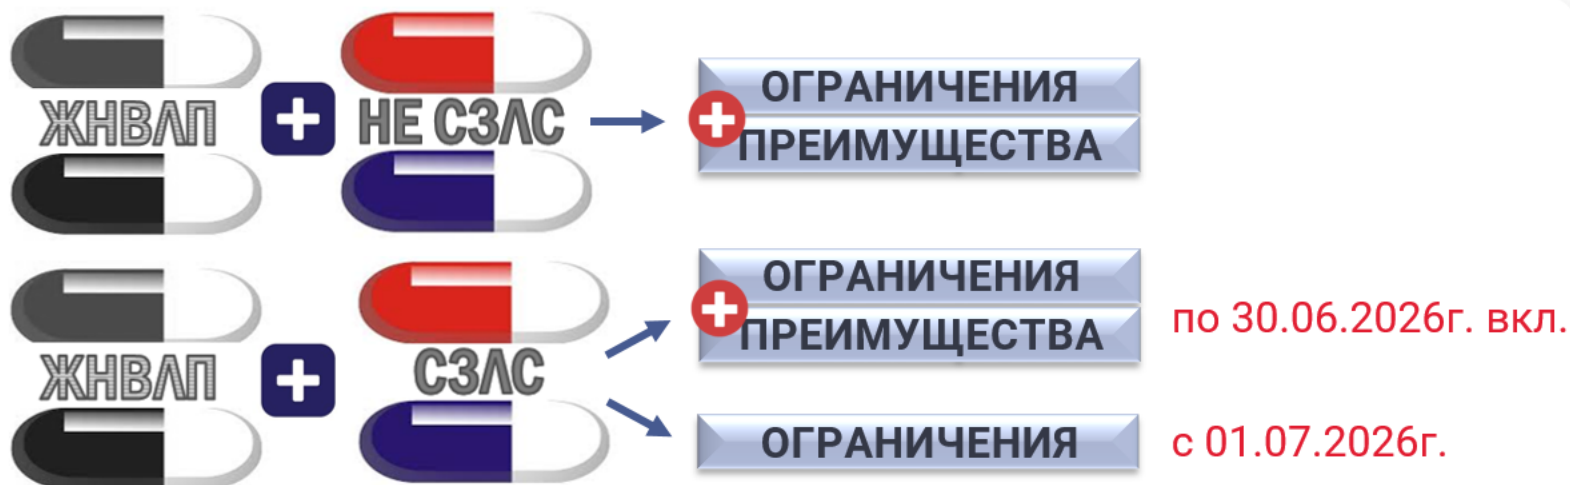 ЖНВЛП + НЕ СЗЛС
ОГРАНИЧЕНИЯ
+
ПРЕИМУЩЕСТВА
ЖНВЛП + СЗЛС
ОГРАНИЧЕНИЯ
+
ПРЕИМУЩЕСТВА
по 30.06.2026г. вкл.
ОГРАНИЧЕНИЯ
с 01.07.2026г.